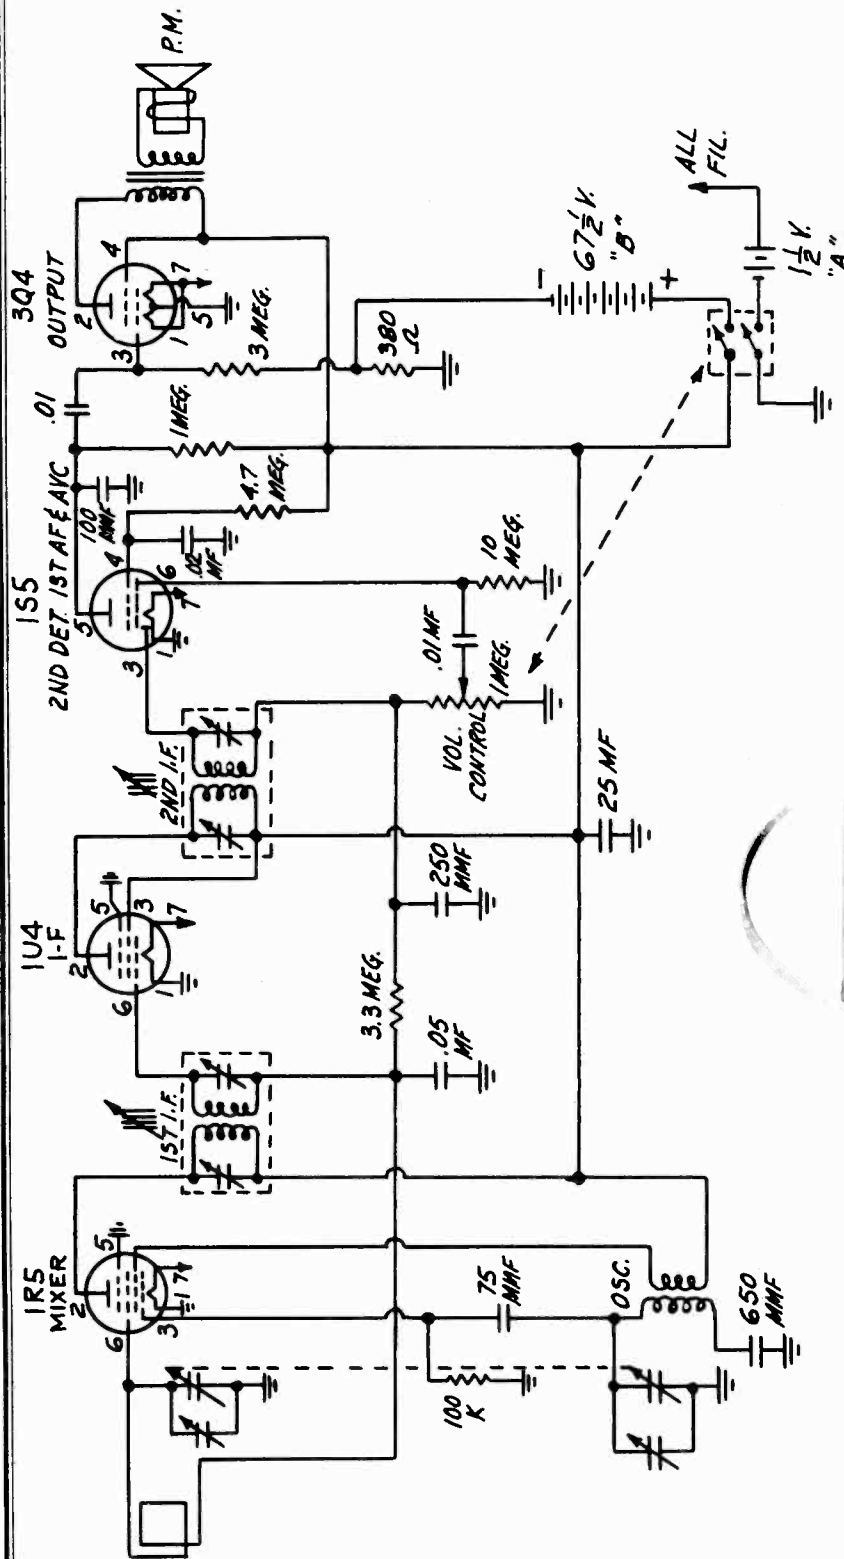 1R5
MIXER
2
5
6
1
7
3
1ST I.F.
1U4
I-F
2
5
3
6
1
7
2ND I.F.
1S5
2ND DET. 1ST AF & AVC
5
4
6
3
1
7
100
MMF
.02
MF
.01
1 MEG.
4.7
MEG.
3Q4
OUTPUT
2
4
3
1
5
7
3 MEG.
380
Ω
P.M.
3.3 MEG.
.05
MF
250
MMF
VOL.
CONTROL
1 MEG.
.01 MF
10
MEG.
-
67 1/2 V.
"B"
+
ALL
FIL.
1 1/2 V.
"A"
100
K
75
MMF
OSC.
650
MMF
25 MF